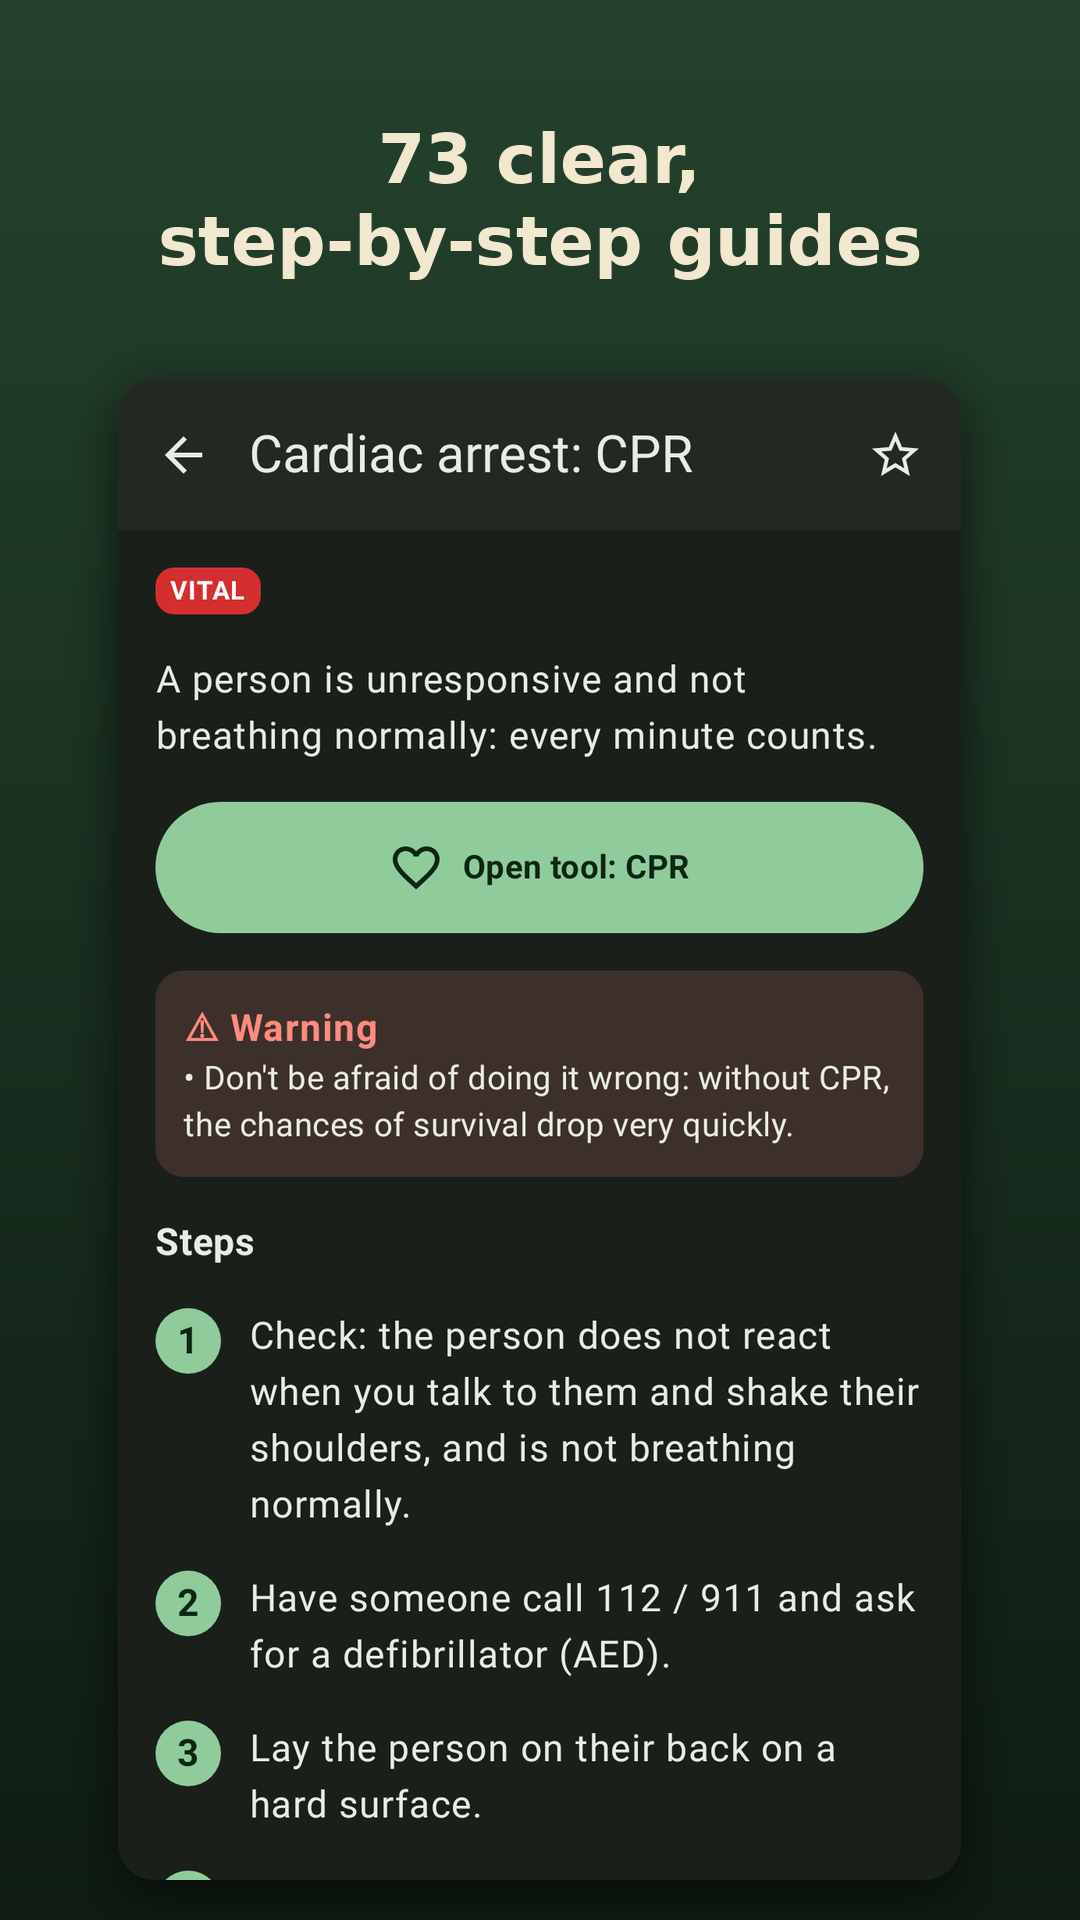 73 clear,
step-by-step guides
Cardiac arrest: CPR
VITAL
A person is unresponsive and not
breathing normally: every minute counts.
Open tool: CPR
⚠ Warning
• Don't be afraid of doing it wrong: without CPR,
the chances of survival drop very quickly.
Steps
1 Check: the person does not react
when you talk to them and shake their
shoulders, and is not breathing
normally.
2 Have someone call 112 / 911 and ask
for a defibrillator (AED).
3 Lay the person on their back on a
hard surface.